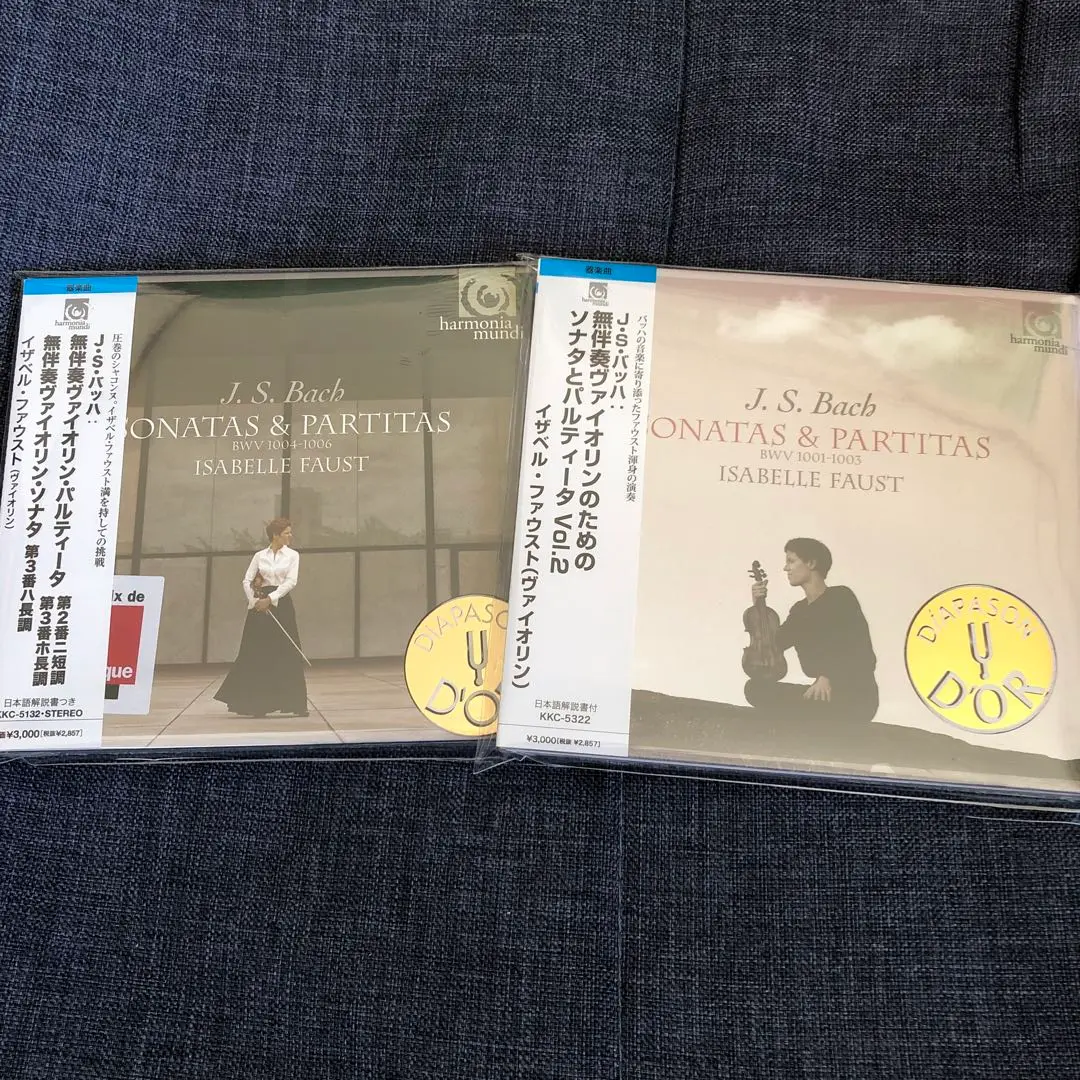 器楽曲
harmonia
mundi
圧巻のシャコンヌ。イザベル・ファウスト満を持しての挑戦
J・S・バッハ:
無伴奏ヴァイオリン・パルティータ 第2番ニ短調
第3番ホ長調
無伴奏ヴァイオリン・ソナタ 第3番ハ長調
イザベル・ファウスト(ヴァイオリン)
日本語解説書つき
KKC-5132・STEREO
¥3,000[税抜 ¥2,857]
harmonia
mundi
J. S. Bach
SONATAS & PARTITAS
BWV 1004-1006
ISABELLE FAUST
ix de
que
DIAPASO
D'O
器楽曲
harmonia
mundi
バッハの音楽に寄り添ったファウスト渾身の演奏
J・S・バッハ:
無伴奏ヴァイオリンのための
ソナタとパルティータ Vol.2
イザベル・ファウスト(ヴァイオリン)
日本語解説書付
KKC-5322
¥3,000[税抜 ¥2,857]
harmonia
mundi
J. S. Bach
SONATAS & PARTITAS
BWV 1001-1003
ISABELLE FAUST
DIAPASON
D'OR